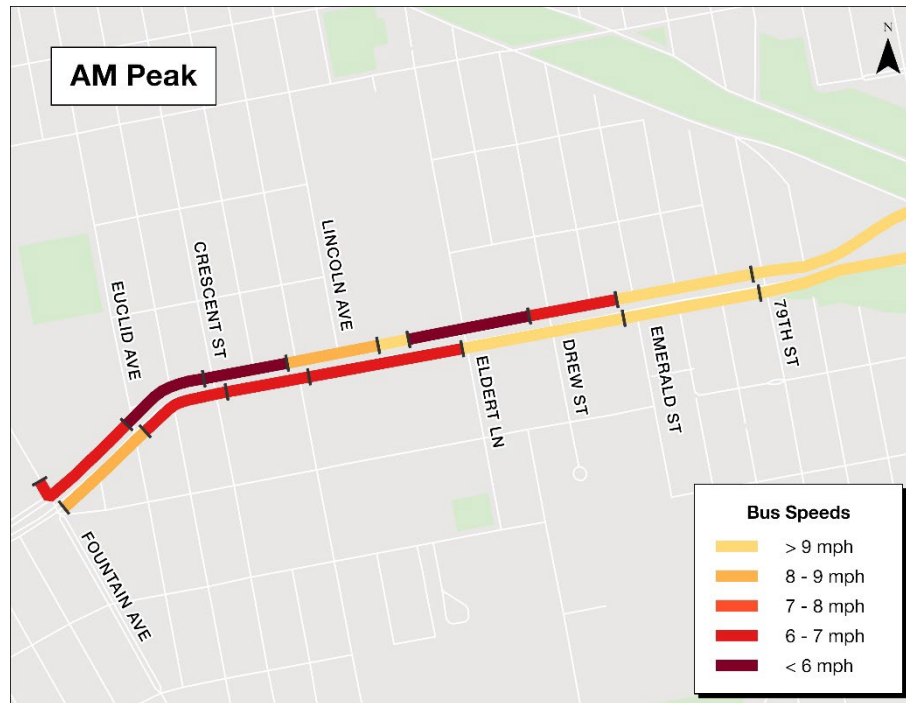 AM Peak
N
EUCLID AVE
CRESCENT ST
LINCOLN AVE
ELDERT LN
DREW ST
EMERALD ST
79TH ST
FOUNTAIN AVE
Bus Speeds
> 9 mph
8 - 9 mph
7 - 8 mph
6 - 7 mph
< 6 mph